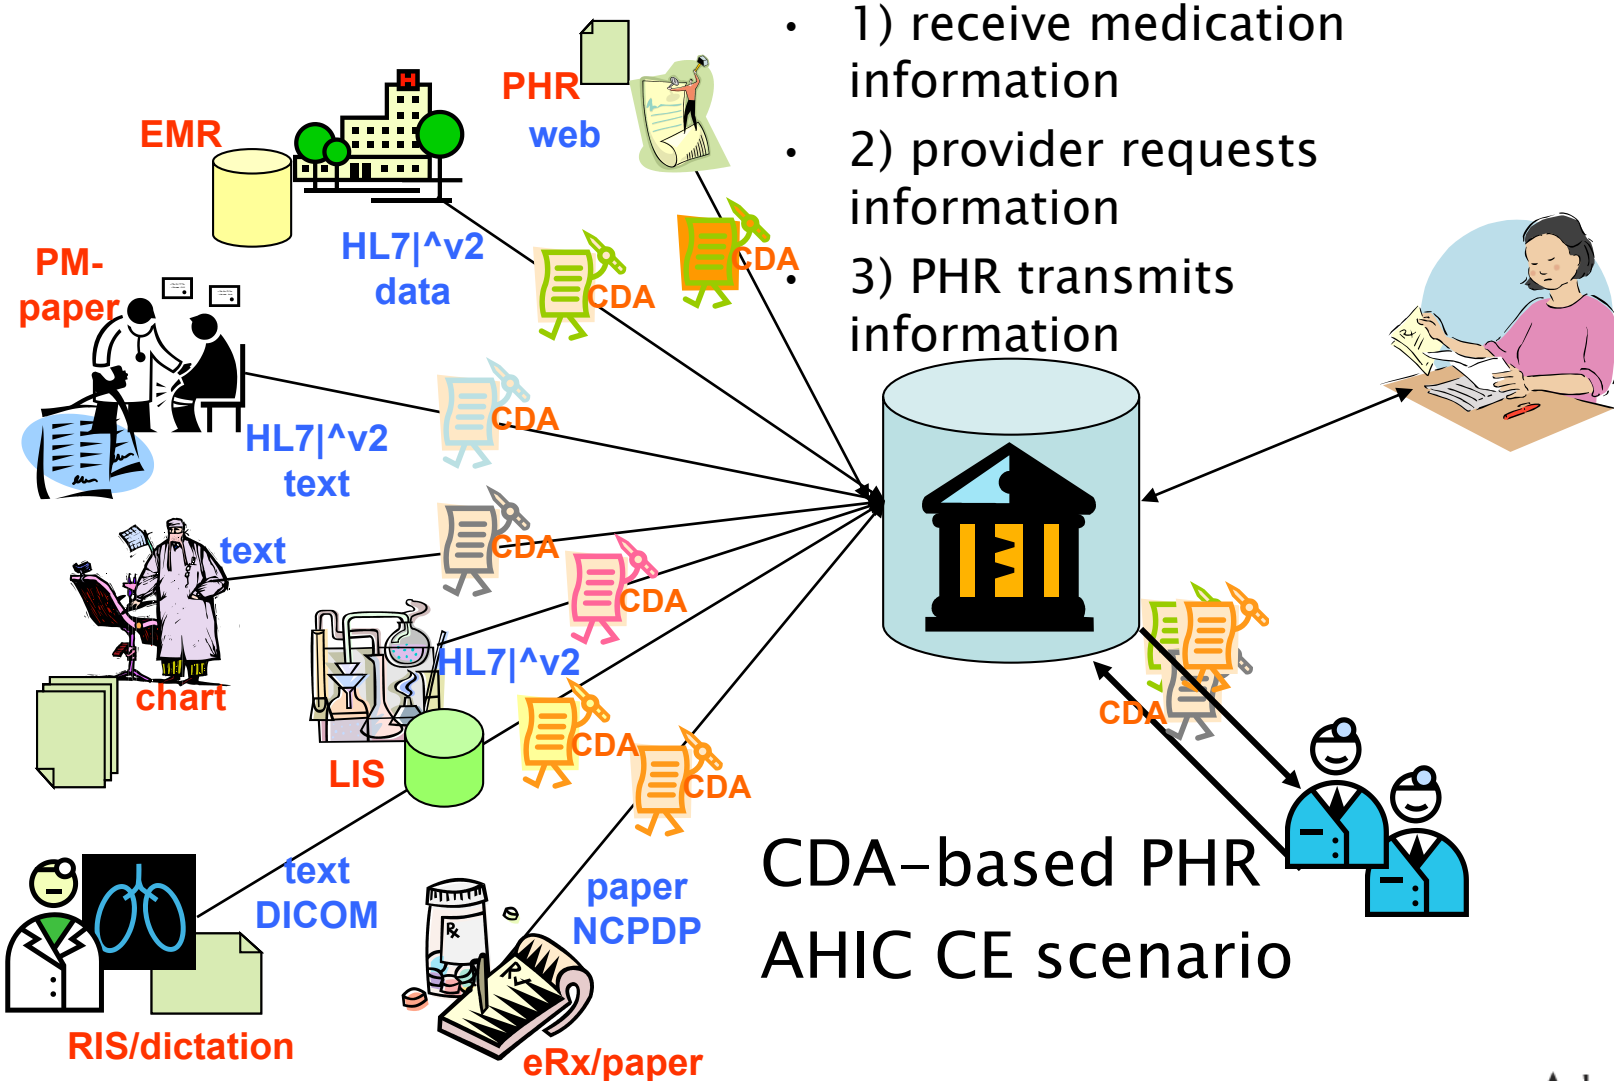 • 1) receive medication
information
• 2) provider requests
information
• 3) PHR transmits
information
PHR
web
EMR
H
HL7|^v2
data
CDA
CDA
PM-
paper
HL7|^v2
text
CDA
text
CDA
chart
CDA
HL7|^v2
LIS
CDA
CDA
CDA
text
DICOM
RIS/dictation
paper
NCPDP
Rx
Rx
eRx/paper
CDA-based PHR
AHIC CE scenario